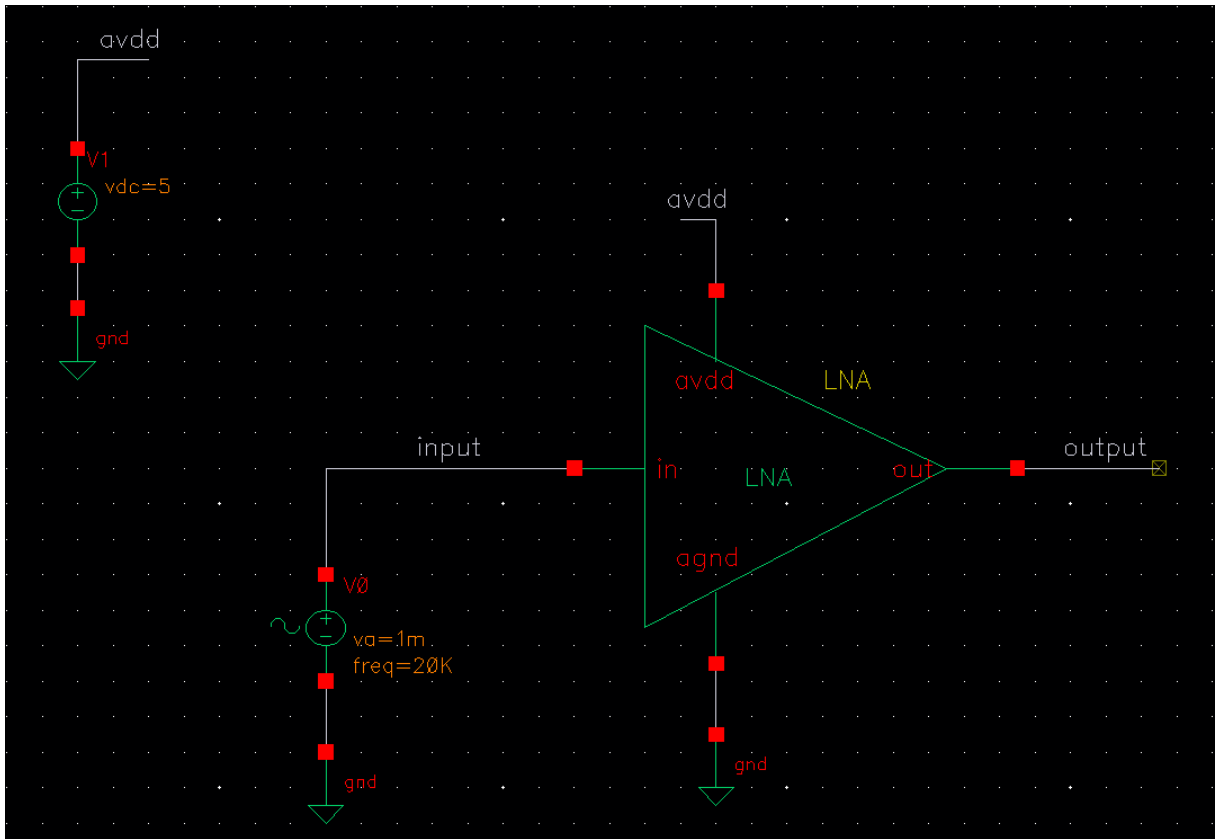 avdd
V1
vdc=5
gnd
avdd
avdd
LNA
input
in
LNA
out
output
agnd
V0
va=1m
freq=20K
gnd
gnd